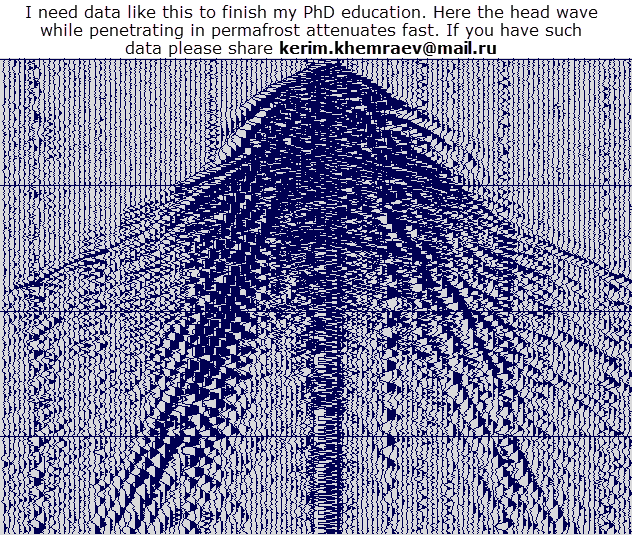 I need data like this to finish my PhD education. Here the head wave
while penetrating in permafrost attenuates fast. If you have such
data please share kerim.khemraev@mail.ru